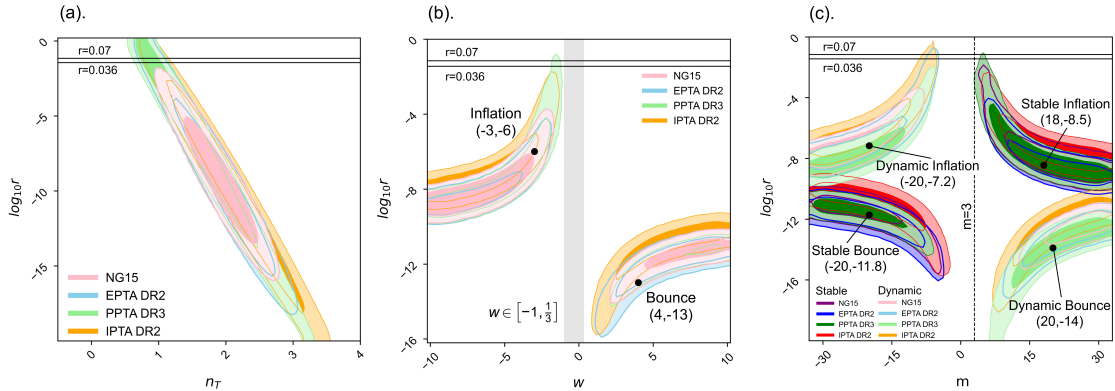 (a).
r=0.07
r=0.036
0
−5
−10
−15
log₁₀r
NG15
EPTA DR2
PPTA DR3
IPTA DR2
0
1
2
3
4
n_T
(b).
r=0.07
r=0.036
0
−4
−8
−12
−16
log₁₀r
NG15
EPTA DR2
PPTA DR3
IPTA DR2
Inflation
(-3,-6)
Bounce
(4,-13)
w ∈ [−1, 1/3]
−10
−5
0
5
10
w
(c).
r=0.07
r=0.036
0
−4
−8
−12
−16
log₁₀r
Stable Inflation
(18,-8.5)
Dynamic Inflation
(-20,-7.2)
m=3
Stable Bounce
(-20,-11.8)
Dynamic Bounce
(20,-14)
Stable
NG15
EPTA DR2
PPTA DR3
IPTA DR2
Dynamic
NG15
EPTA DR2
PPTA DR3
IPTA DR2
−30
−15
0
15
30
m